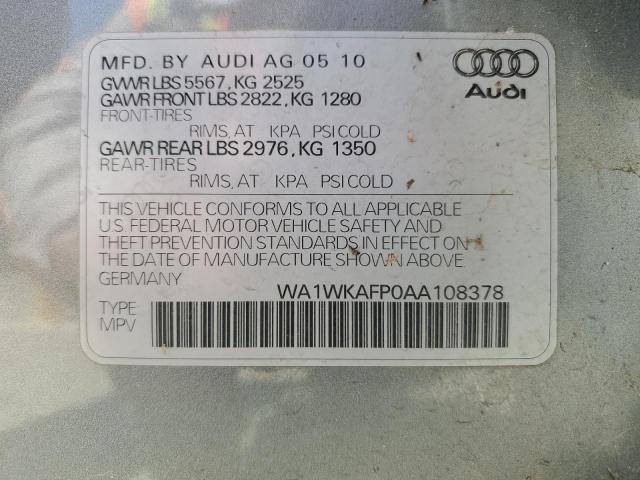 MFD. BY AUDI AG 05 10
GVWR LBS 5567, KG 2525
GAWR FRONT LBS 2822, KG 1280
FRONT-TIRES
RIMS, AT KPA PSI COLD
GAWR REAR LBS 2976, KG 1350
REAR-TIRES
RIMS, AT KPA PSI COLD
Audi
THIS VEHICLE CONFORMS TO ALL APPLICABLE
U.S. FEDERAL MOTOR VEHICLE SAFETY AND
THEFT PREVENTION STANDARDS IN EFFECT ON
THE DATE OF MANUFACTURE SHOWN ABOVE.
GERMANY
WA1WKAFP0AA108378
TYPE
MPV